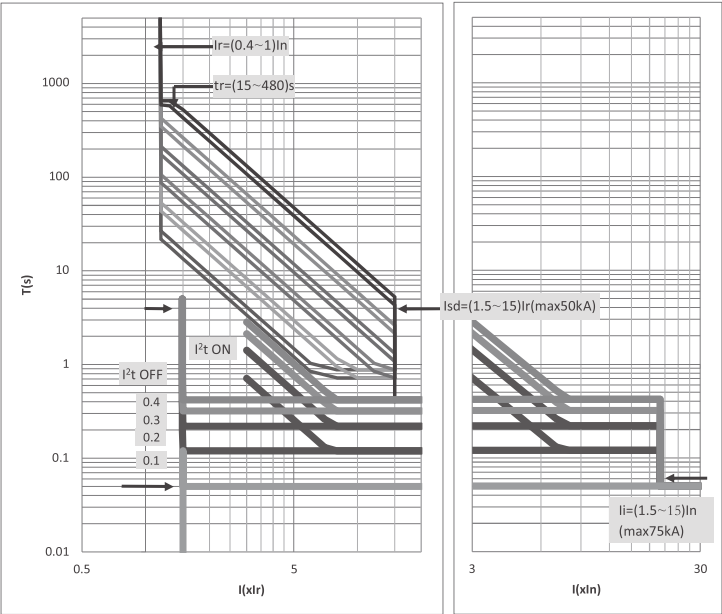 Ir=(0.4~1)In
tr=(15~480)s
1000
100
10
1
0.1
0.01
T(s)
Isd=(1.5~15)Ir(max50kA)
I²t ON
I²t OFF
0.4
0.3
0.2
0.1
Ii=(1.5~15)In
(max75kA)
0.5
5
3
30
I(xIr)
I(xIn)